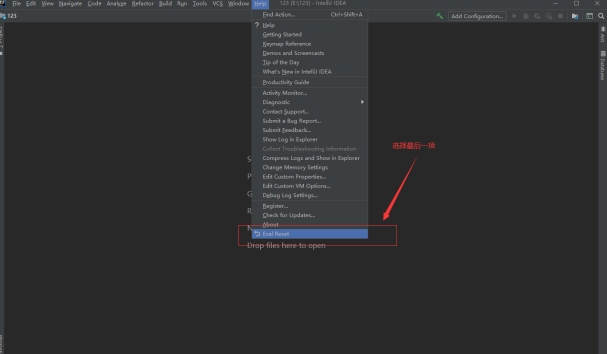 File Edit View Navigate Code Analyze Refactor Build Run Tools VCS Window Help 123 [E:\123] - IntelliJ IDEA
123
Add Configuration...
Find Action... Ctrl+Shift+A
? Help
Getting Started
Keymap Reference
Demos and Screencasts
Tip of the Day
What's New in IntelliJ IDEA
Productivity Guide
Activity Monitor...
Diagnostic
Contact Support...
Submit a Bug Report...
Submit Feedback...
Show Log in Explorer
Collect Troubleshooting Information
Compress Logs and Show in Explorer
Change Memory Settings
Edit Custom Properties...
Edit Custom VM Options...
Debug Log Settings...
Register...
Check for Updates...
About
Eval Reset
Drop files here to open
选择最后一项
Ant
Database